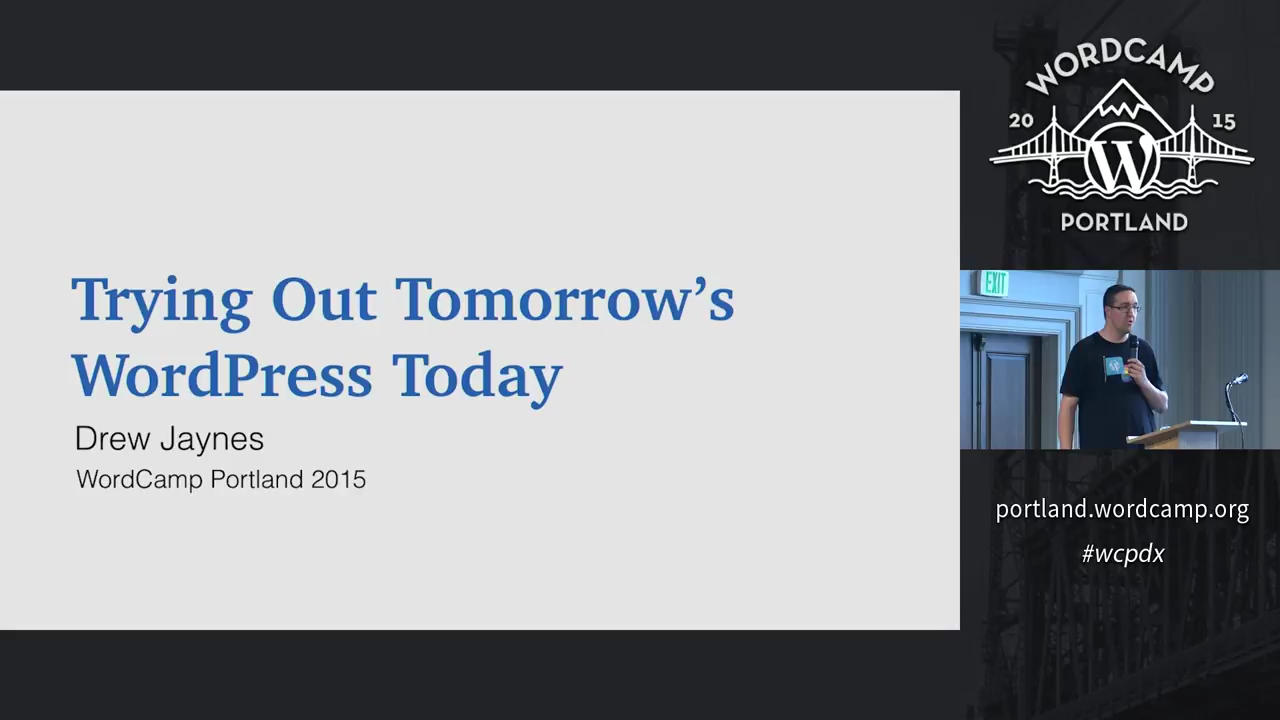 Trying Out Tomorrow's
WordPress Today
Drew Jaynes
WordCamp Portland 2015
WORDCAMP
20 15
W
PORTLAND
EXIT
portland.wordcamp.org
#wcpdx